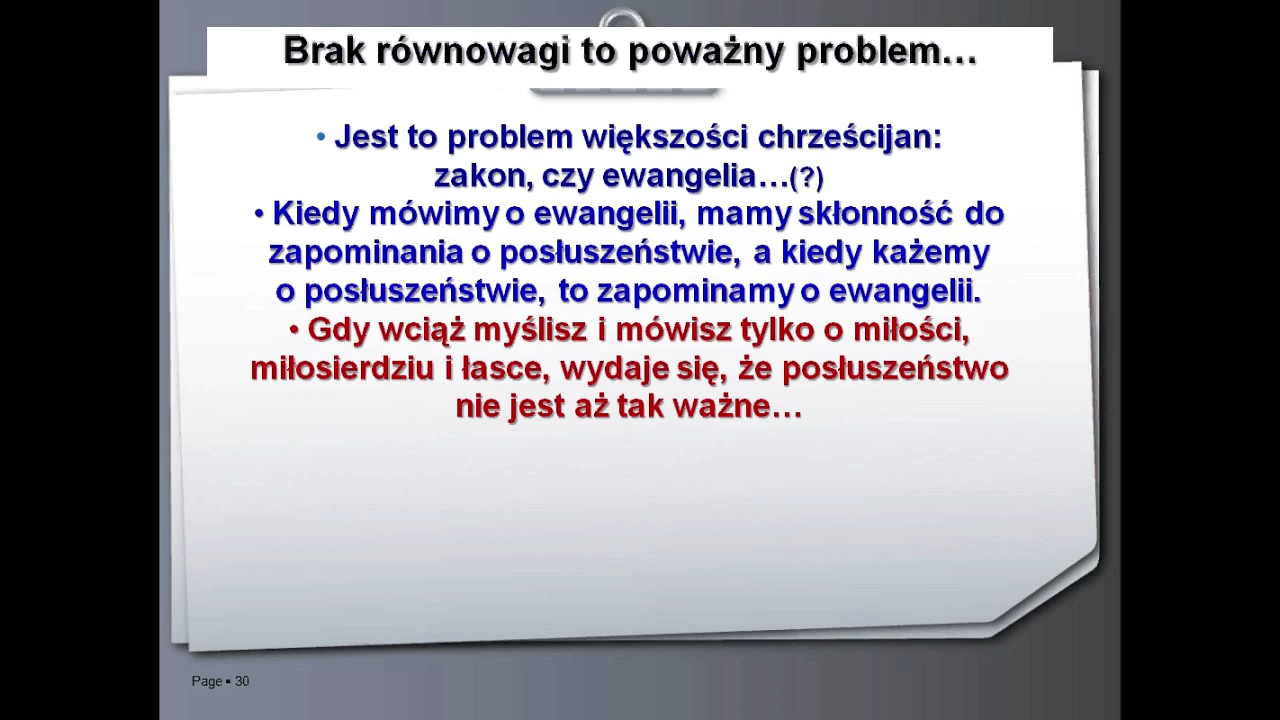 Brak równowagi to poważny problem…
• Jest to problem większości chrześcijan:
zakon, czy ewangelia…(?)
• Kiedy mówimy o ewangelii, mamy skłonność do
zapominania o posłuszeństwie, a kiedy każemy
o posłuszeństwie, to zapominamy o ewangelii.
• Gdy wciąż myślisz i mówisz tylko o miłości,
miłosierdziu i łasce, wydaje się, że posłuszeństwo
nie jest aż tak ważne…
Page ▪ 30